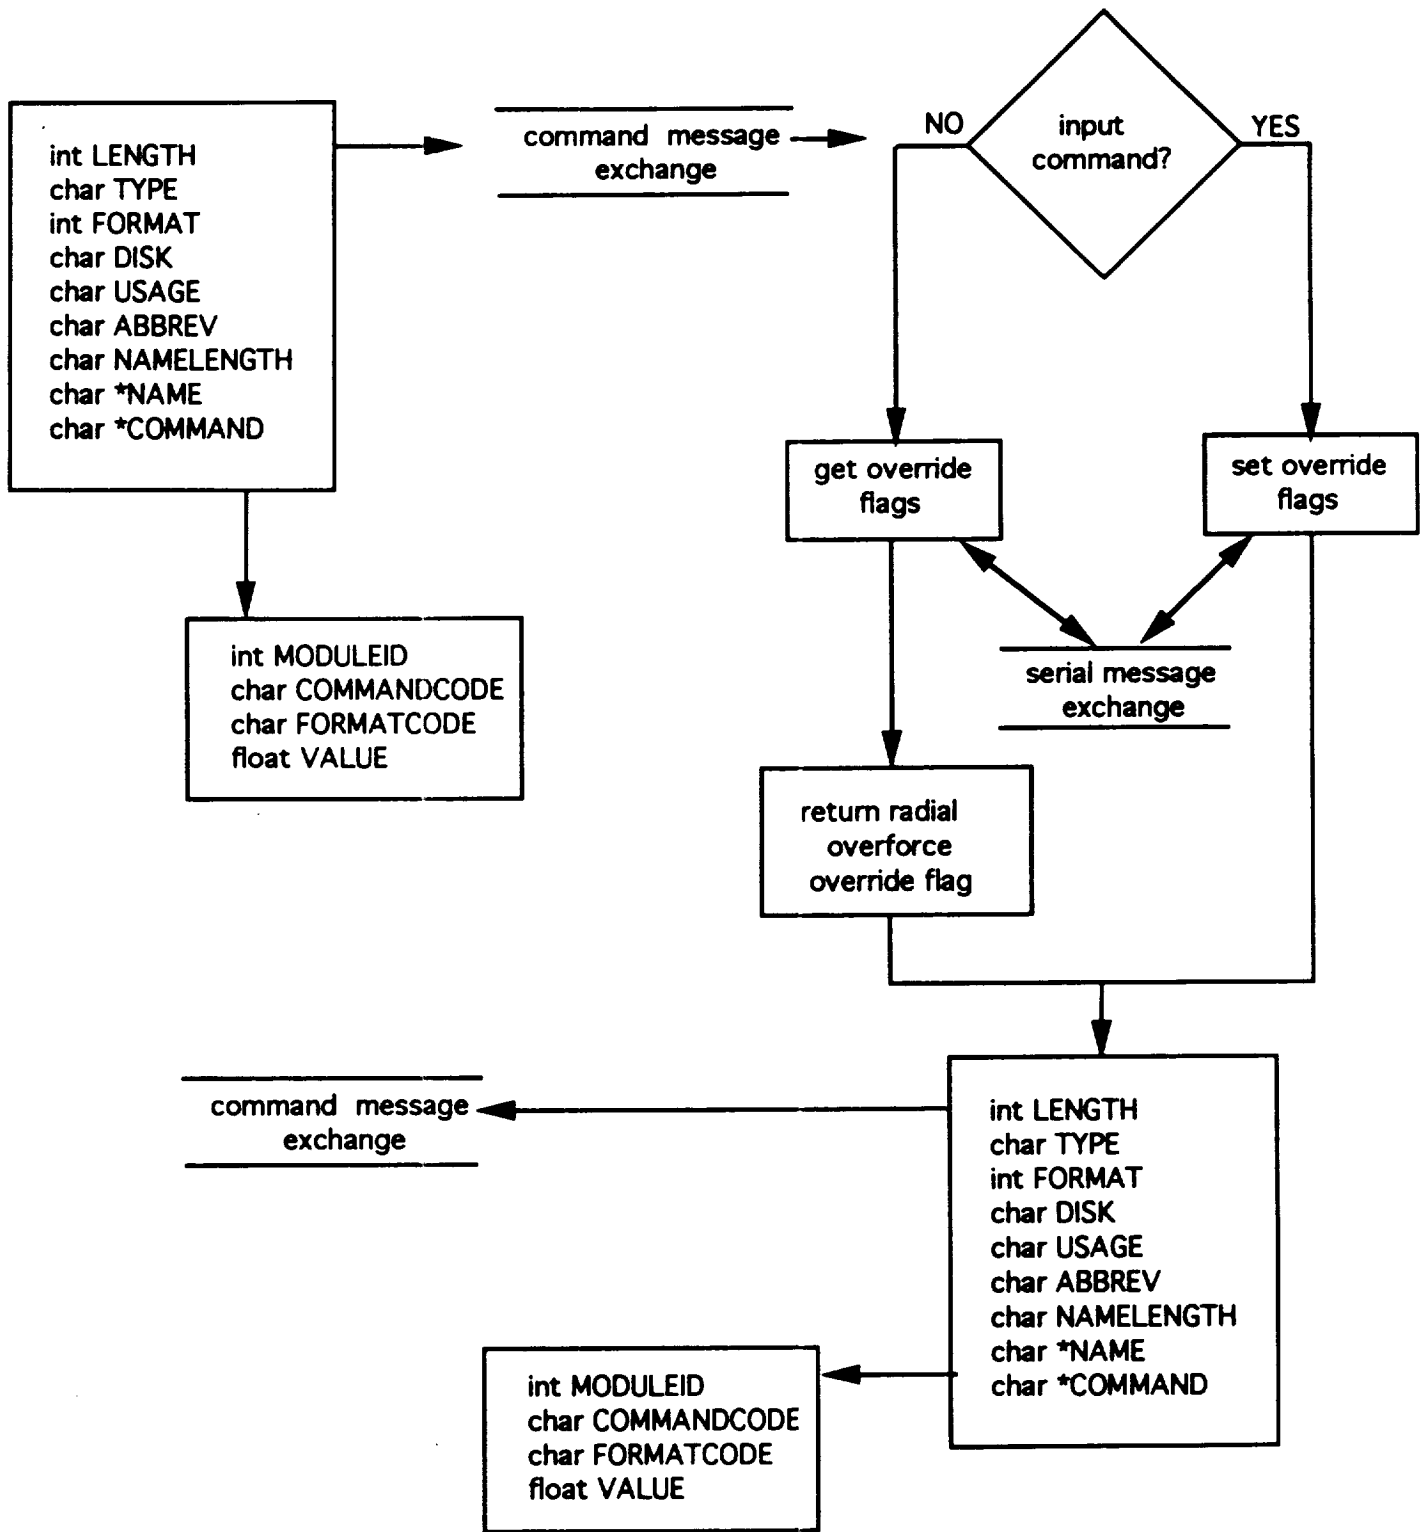 int LENGTH
char TYPE
int FORMAT
char DISK
char USAGE
char ABBREV
char NAMELENGTH
char *NAME
char *COMMAND
command message
exchange
NO
input
command?
YES
get override
flags
set override
flags
int MODULEID
char COMMANDCODE
char FORMATCODE
float VALUE
serial message
exchange
return radial
overforce
override flag
command message
exchange
int LENGTH
char TYPE
int FORMAT
char DISK
char USAGE
char ABBREV
char NAMELENGTH
char *NAME
char *COMMAND
int MODULEID
char COMMANDCODE
char FORMATCODE
float VALUE